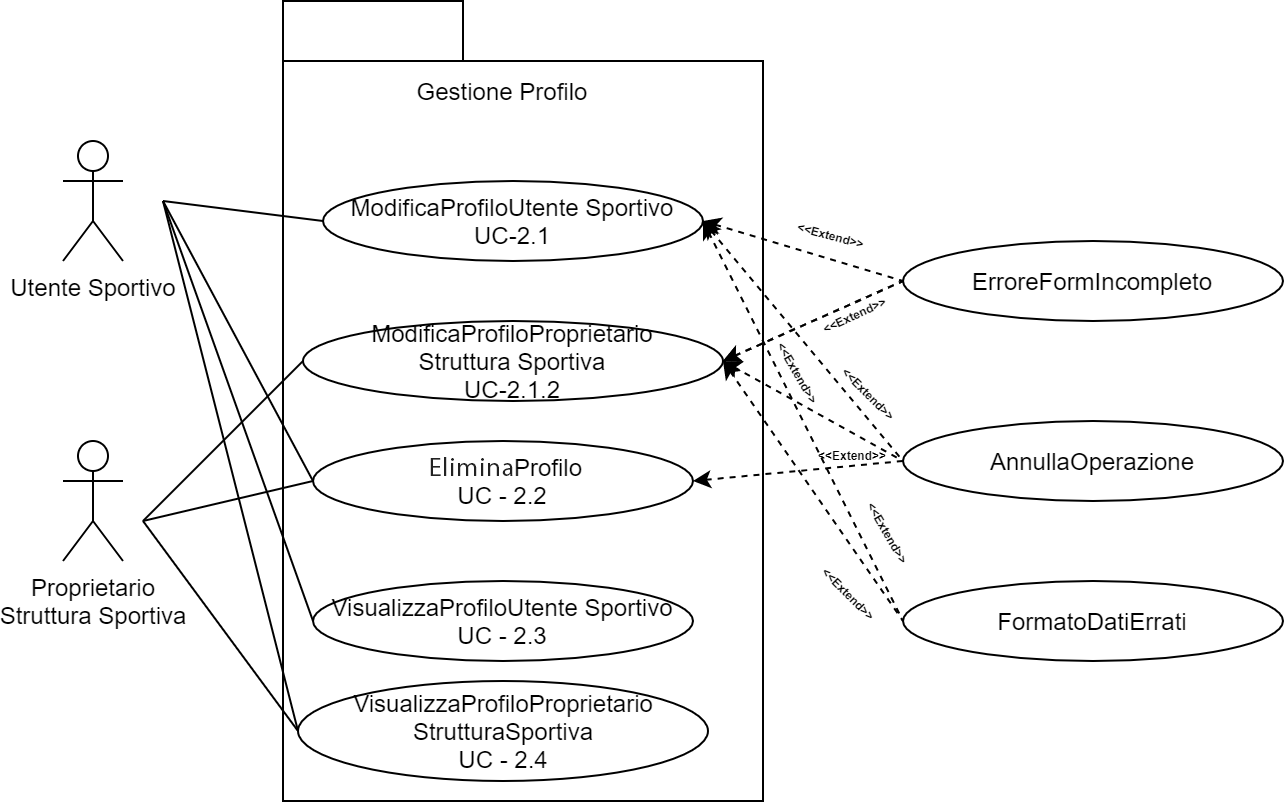 Gestione Profilo
Utente Sportivo
Proprietario
Struttura Sportiva
ModificaProfiloUtente Sportivo
UC-2.1
ModificaProfiloProprietario
Struttura Sportiva
UC-2.1.2
EliminaProfilo
UC - 2.2
VisualizzaProfiloUtente Sportivo
UC - 2.3
VisualizzaProfiloProprietario
StrutturaSportiva
UC - 2.4
<<Extend>>
<<Extend>>
<<Extend>>
<<Extend>>
<<Extend>>
<<Extend>>
<<Extend>>
ErroreFormIncompleto
AnnullaOperazione
FormatoDatiErrati